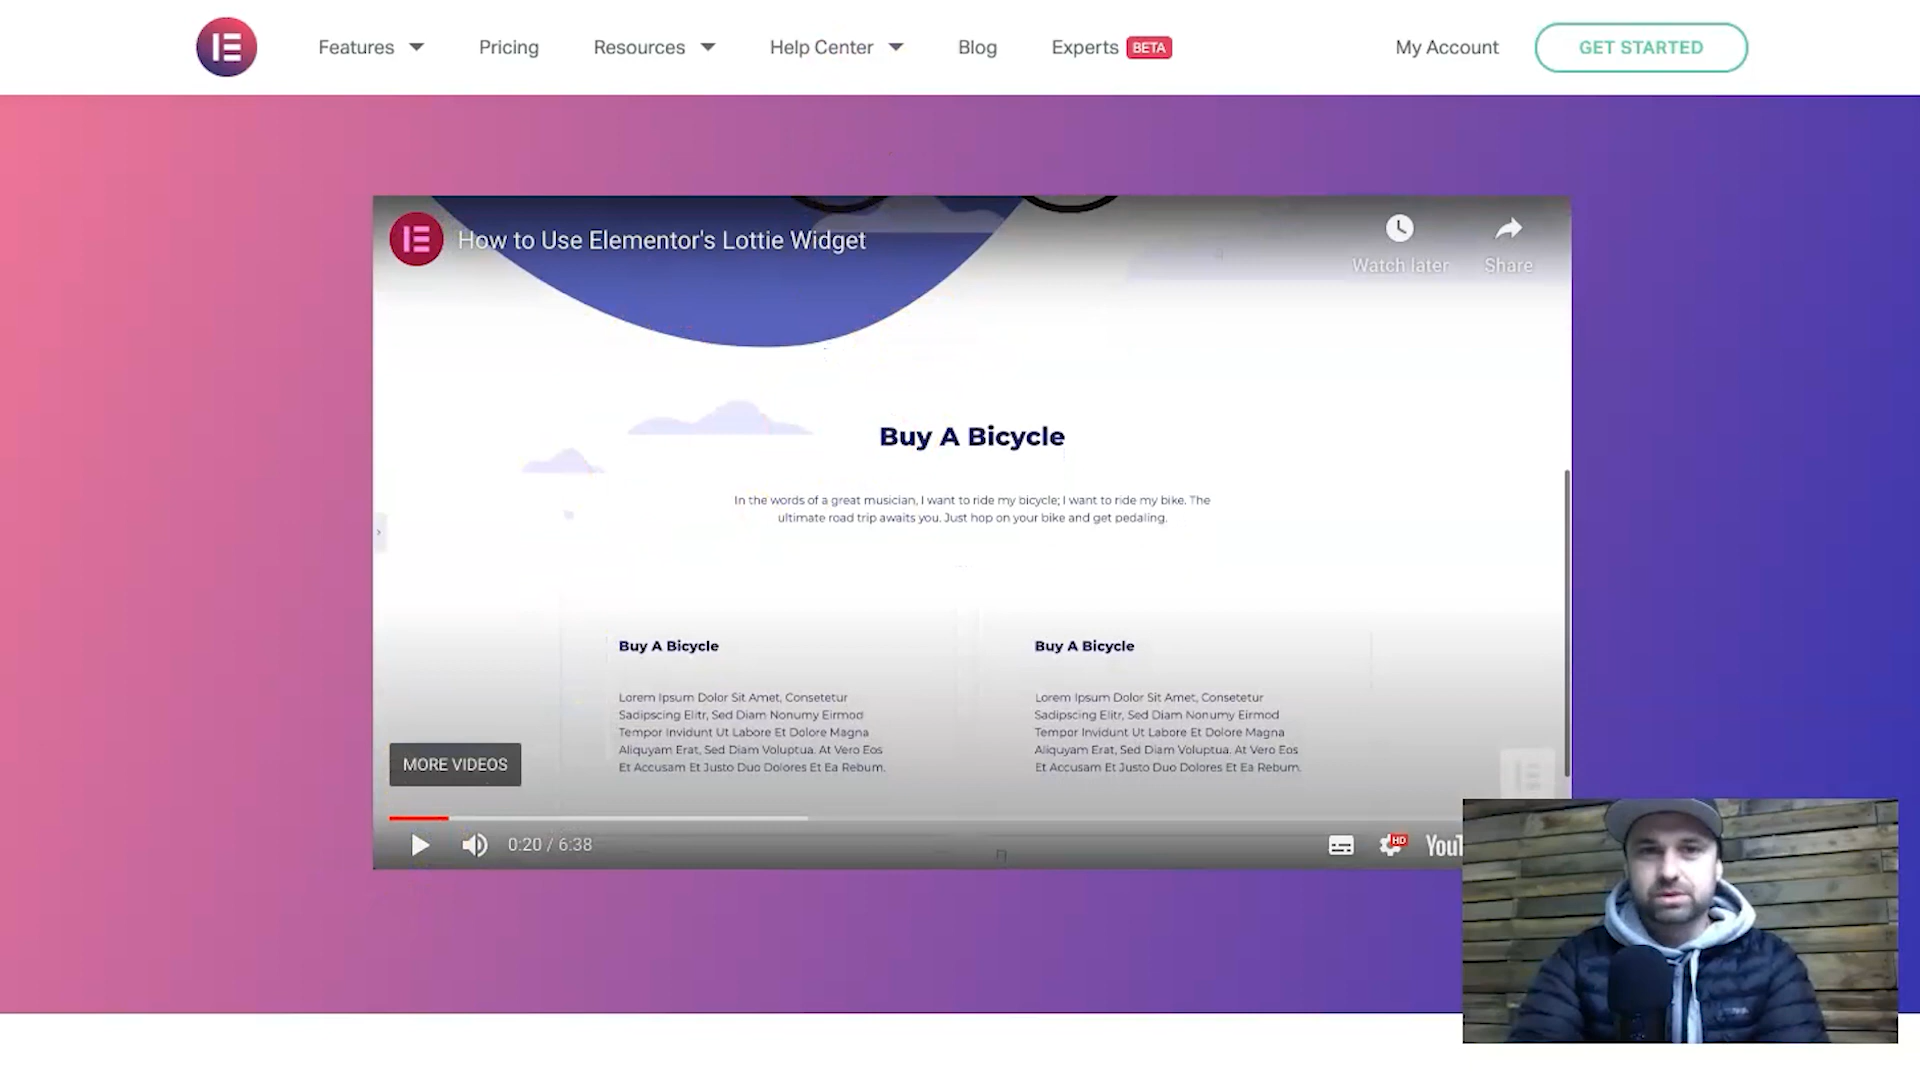 Features
Pricing
Resources
Help Center
Blog
Experts BETA
My Account
GET STARTED
How to Use Elementor's Lottie Widget
Watch later
Share
Buy A Bicycle
In the words of a great musician, I want to ride my bicycle; I want to ride my bike. The
ultimate road trip awaits you. Just hop on your bike and get pedaling.
Buy A Bicycle
Lorem Ipsum Dolor Sit Amet, Consetetur
Sadipscing Elitr, Sed Diam Nonumy Eirmod
Tempor Invidunt Ut Labore Et Dolore Magna
Aliquyam Erat, Sed Diam Voluptua. At Vero Eos
Et Accusam Et Justo Duo Dolores Et Ea Rebum.
Buy A Bicycle
Lorem Ipsum Dolor Sit Amet, Consetetur
Sadipscing Elitr, Sed Diam Nonumy Eirmod
Tempor Invidunt Ut Labore Et Dolore Magna
Aliquyam Erat, Sed Diam Voluptua. At Vero Eos
Et Accusam Et Justo Duo Dolores Et Ea Rebum.
MORE VIDEOS
0:20 / 6:38
HD